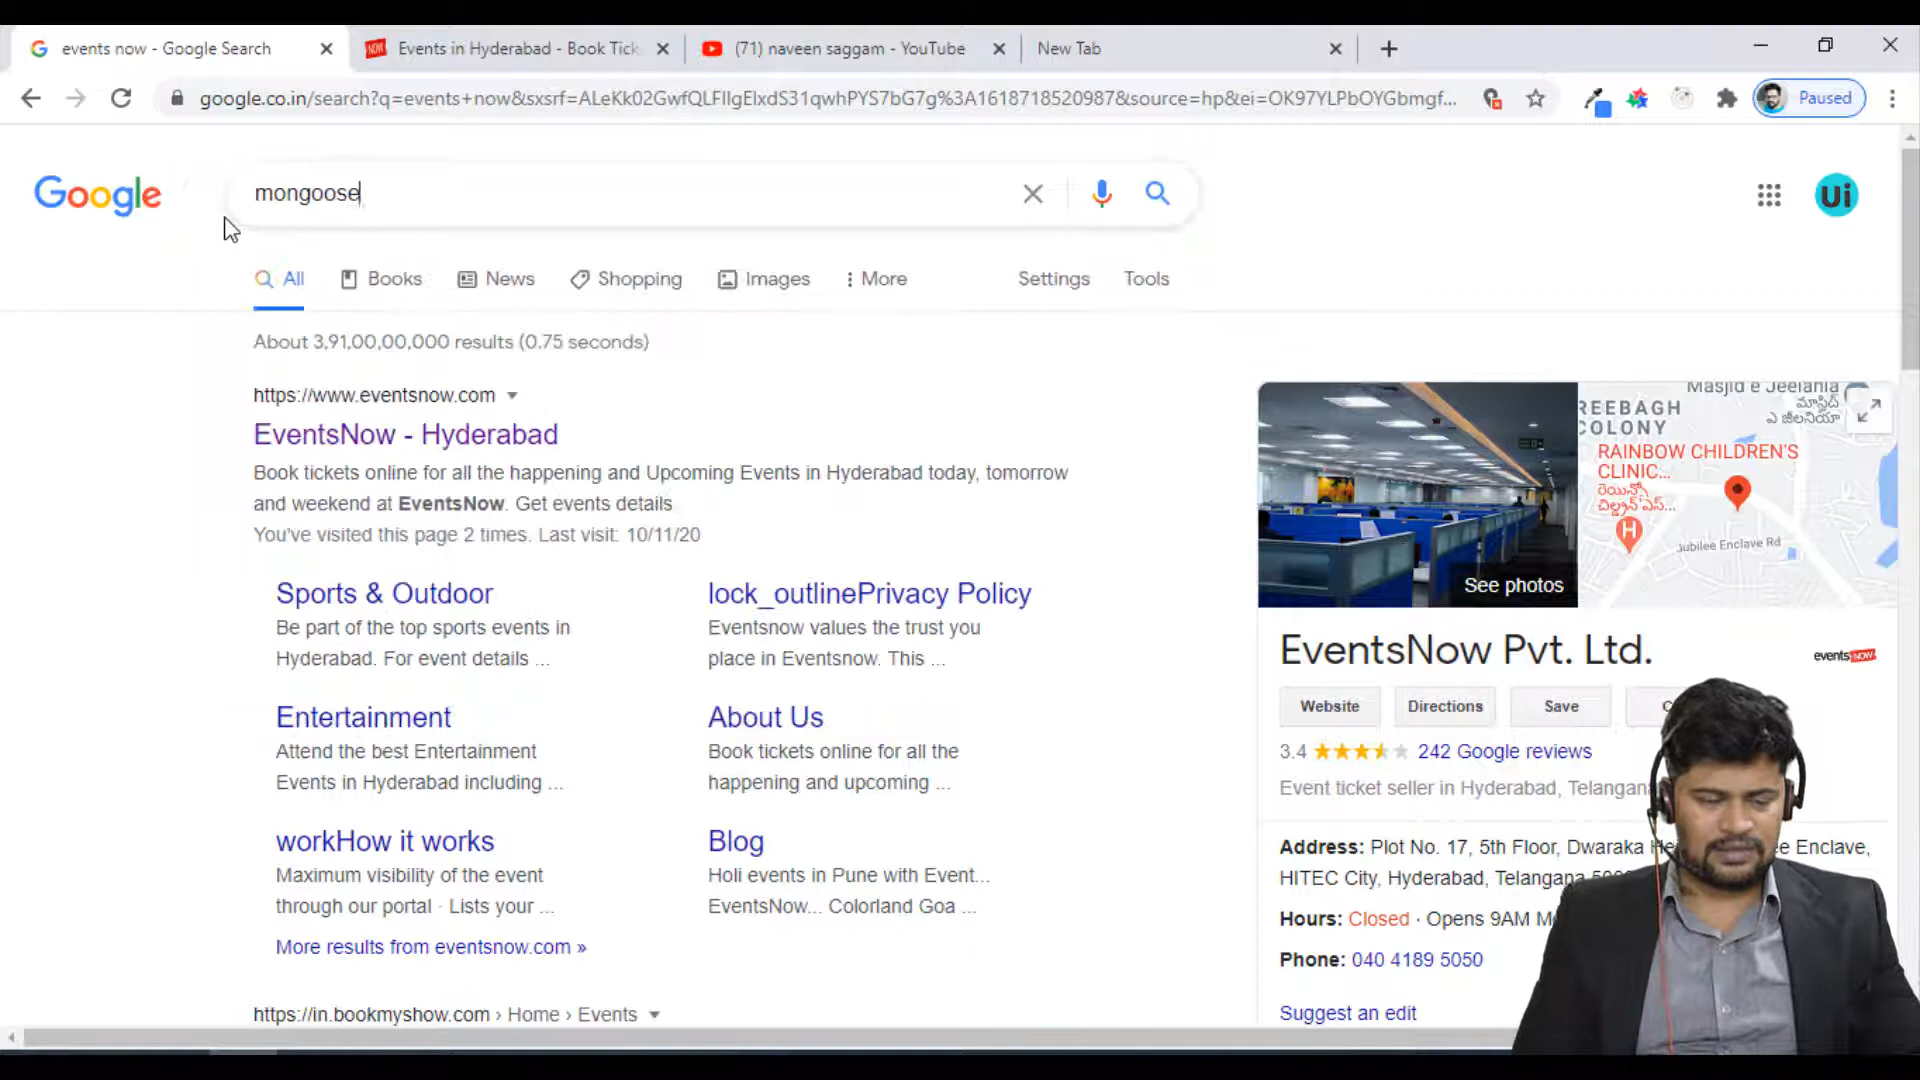 events now - Google Search
Events in Hyderabad - Book Tick
(71) naveen saggam - YouTube
New Tab
google.co.in/search?q=events+now&sxsrf=ALeKk02GwfQLFIlgElxdS31qwhPYS7bG7g%3A1618718520987&source=hp&ei=OK97YLPbOYGbmgf...
Paused
Google
mongoose
Ui
All
Books
News
Shopping
Images
More
Settings
Tools
About 3,91,00,00,000 results (0.75 seconds)
https://www.eventsnow.com
EventsNow - Hyderabad
Book tickets online for all the happening and Upcoming Events in Hyderabad today, tomorrow
and weekend at EventsNow. Get events details
You've visited this page 2 times. Last visit: 10/11/20
Sports & Outdoor
Be part of the top sports events in
Hyderabad. For event details ...
lock_outlinePrivacy Policy
Eventsnow values the trust you
place in Eventsnow. This ...
Entertainment
Attend the best Entertainment
Events in Hyderabad including ...
About Us
Book tickets online for all the
happening and upcoming ...
workHow it works
Maximum visibility of the event
through our portal · Lists your ...
Blog
Holi events in Pune with Event...
EventsNow... Colorland Goa ...
More results from eventsnow.com »
https://in.bookmyshow.com › Home › Events
See photos
Masjid e Jeelania
REEBAGH
COLONY
RAINBOW CHILDREN'S
CLINIC...
H
Jubilee Enclave Rd
EventsNow Pvt. Ltd.
events NOW
Website
Directions
Save
3.4
242 Google reviews
Event ticket seller in Hyderabad, Telangana
Address: Plot No. 17, 5th Floor, Dwaraka He e Enclave,
HITEC City, Hyderabad, Telangana
Hours: Closed · Opens 9AM M
Phone: 040 4189 5050
Suggest an edit